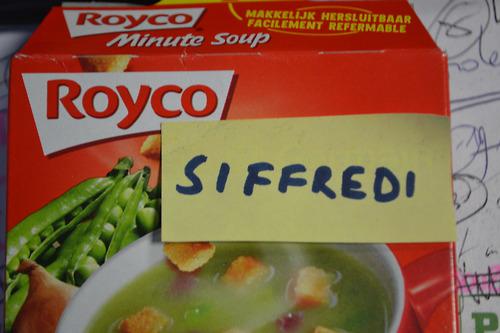 ROYCO
Minute Soup
MAKKELIJK HERSLUITBAAR
FACILEMENT REFERMABLE
ROYCO
SIFFREDI